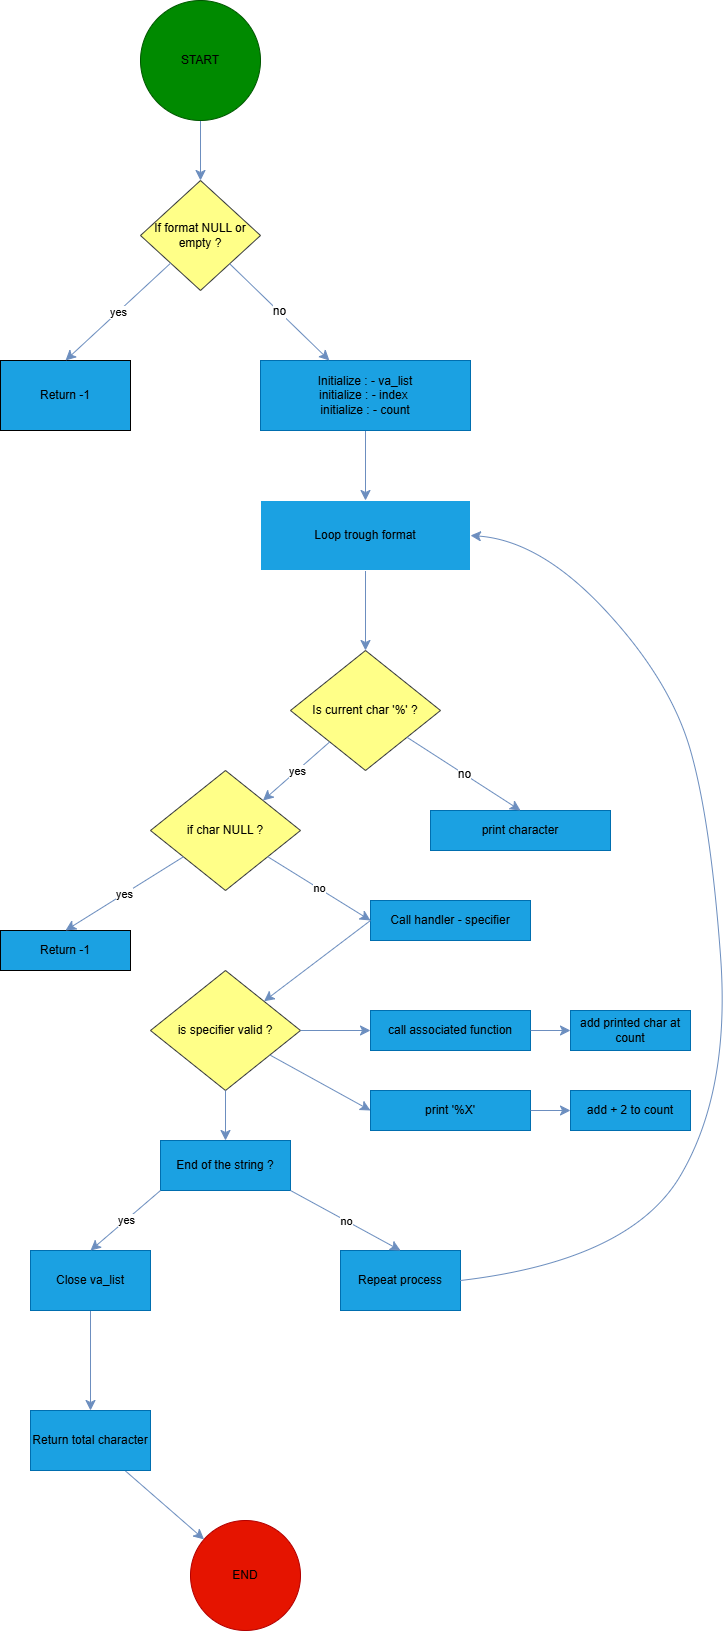 START
If format NULL or
empty ?
yes
no
Return -1
Initialize : - va_list
initialize : - index
initialize : - count
Loop trough format
Is current char '%' ?
yes
no
if char NULL ?
print character
yes
no
Return -1
Call handler - specifier
is specifier valid ?
call associated function
add printed char at
count
print '%X'
add + 2 to count
End of the string ?
yes
no
Close va_list
Repeat process
Return total character
END